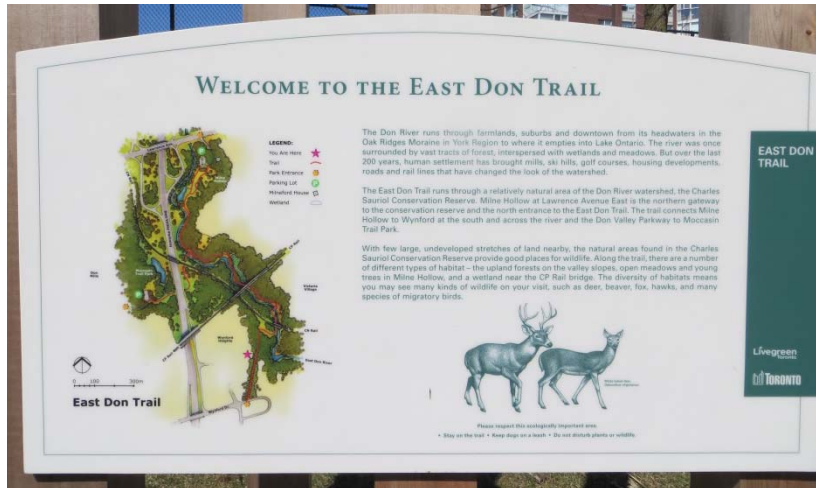 WELCOME TO THE EAST DON TRAIL
LEGEND:
You Are Here
Trail
Park Entrance
Parking Lot
Milneford House
Wetland
CP Rail
CN Rail
East Don River
0 100 300m
East Don Trail
The Don River runs through farmlands, suburbs and downtown from its headwaters in the
Oak Ridges Moraine in York Region to where it empties into Lake Ontario. The river was once
surrounded by vast tracts of forest, interspersed with wetlands and meadows. But over the last
200 years, human settlement has brought mills, ski hills, golf courses, housing developments,
roads and rail lines that have changed the look of the watershed.
The East Don Trail runs through a relatively natural area of the Don River watershed, the Charles
Sauriol Conservation Reserve. Milne Hollow at Lawrence Avenue East is the northern gateway
to the conservation reserve and the north entrance to the East Don Trail. The trail connects Milne
Hollow to Wynford at the south and across the river and the Don Valley Parkway to Moccasin
Trail Park.
With few large, undeveloped stretches of land nearby, the natural areas found in the Charles
Sauriol Conservation Reserve provide good places for wildlife. Along the trail, there are a number
of different types of habitat – the upland forests on the valley slopes, open meadows and young
trees in Milne Hollow, and a wetland near the CP Rail bridge. The diversity of habitats means
you may see many kinds of wildlife on your visit, such as deer, beaver, fox, hawks, and many
species of migratory birds.
Please respect this ecologically important area.
• Stay on the trail • Keep dogs on a leash • Do not disturb plants or wildlife.
EAST DON
TRAIL
Livegreen
Toronto
TORONTO